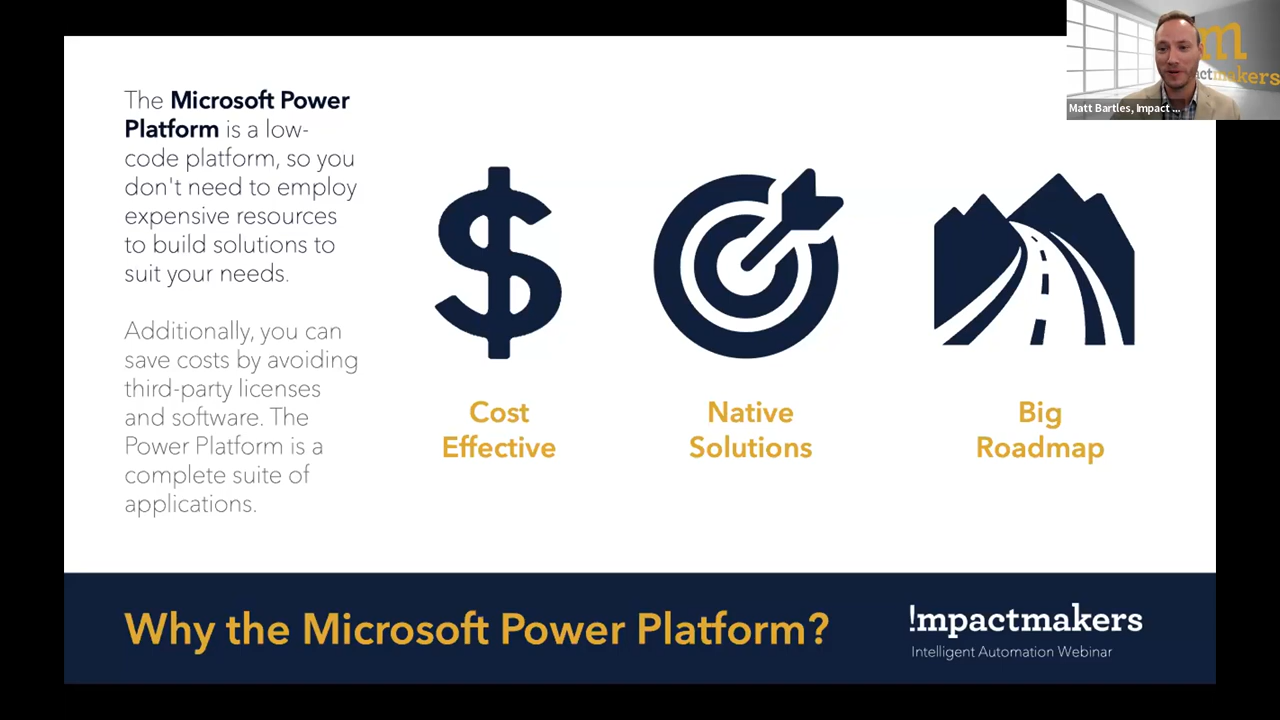 The Microsoft Power
Platform is a low-
code platform, so you
don't need to employ
expensive resources
to build solutions to
suit your needs.
Additionally, you can
save costs by avoiding
third-party licenses
and software. The
Power Platform is a
complete suite of
applications.
Cost
Effective
Native
Solutions
Big
Roadmap
Why the Microsoft Power Platform?
!mpactmakers
Intelligent Automation Webinar
m
actmakers
Matt Bartles, Impact ...